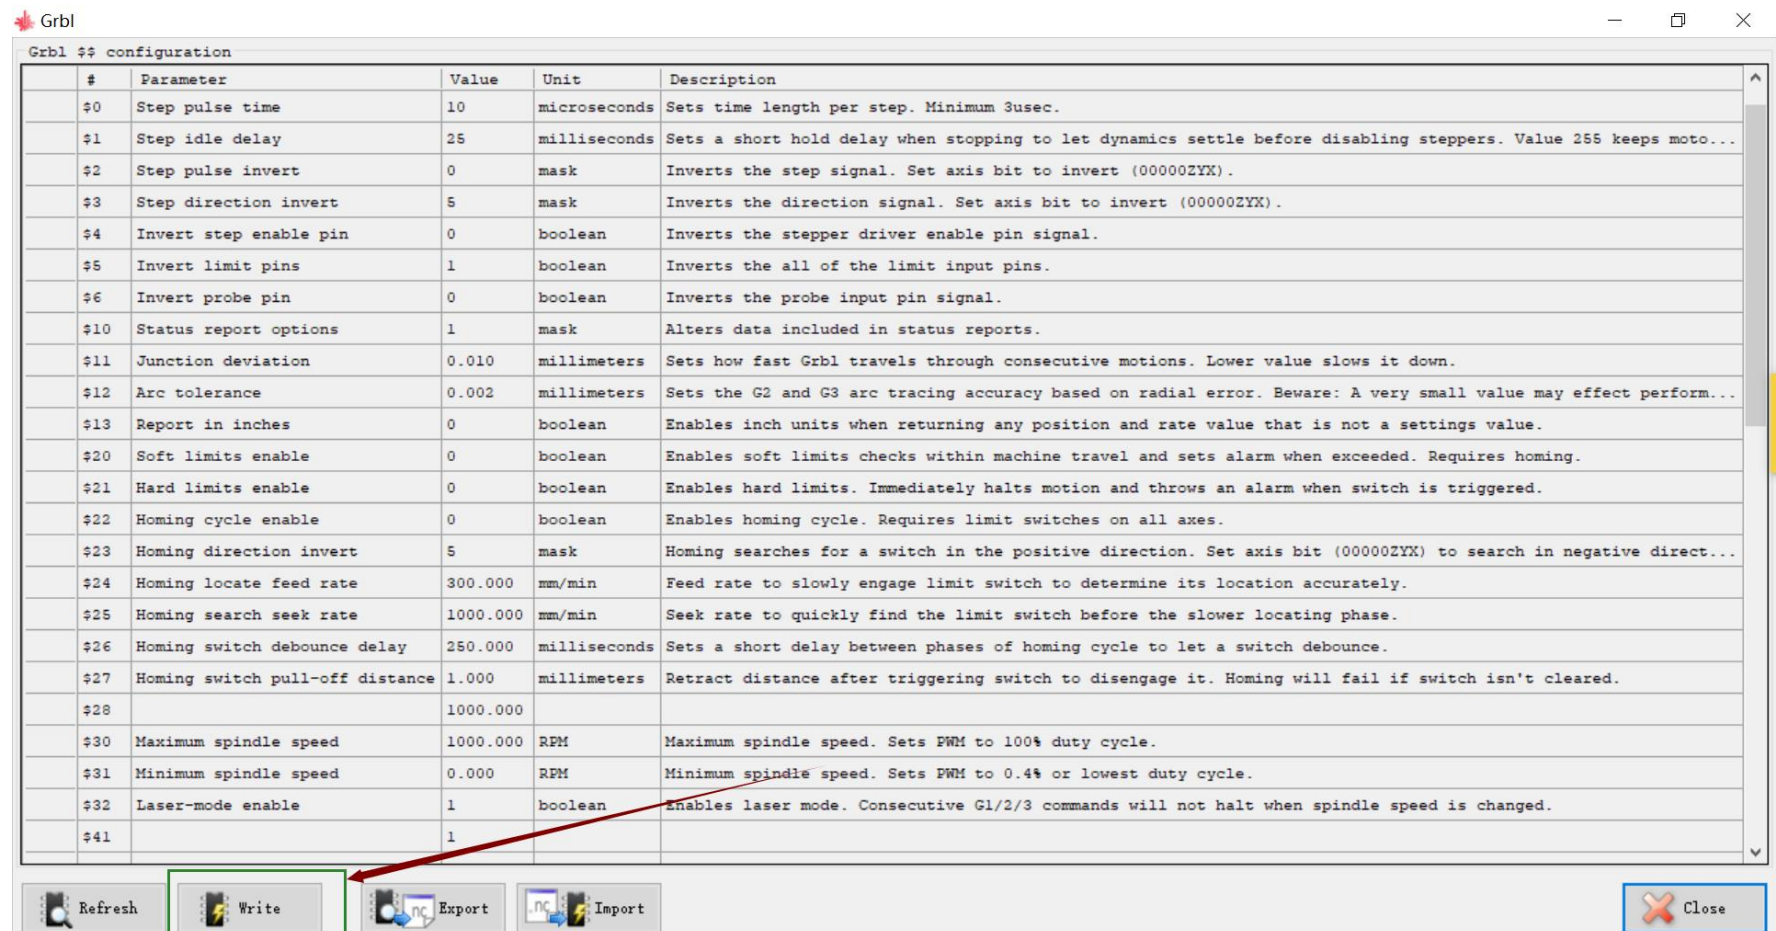 Grbl
Grbl $$ configuration
# Parameter Value Unit Description
$0 Step pulse time 10 microseconds Sets time length per step. Minimum 3usec.
$1 Step idle delay 25 milliseconds Sets a short hold delay when stopping to let dynamics settle before disabling steppers. Value 255 keeps moto...
$2 Step pulse invert 0 mask Inverts the step signal. Set axis bit to invert (00000ZYX).
$3 Step direction invert 5 mask Inverts the direction signal. Set axis bit to invert (00000ZYX).
$4 Invert step enable pin 0 boolean Inverts the stepper driver enable pin signal.
$5 Invert limit pins 1 boolean Inverts the all of the limit input pins.
$6 Invert probe pin 0 boolean Inverts the probe input pin signal.
$10 Status report options 1 mask Alters data included in status reports.
$11 Junction deviation 0.010 millimeters Sets how fast Grbl travels through consecutive motions. Lower value slows it down.
$12 Arc tolerance 0.002 millimeters Sets the G2 and G3 arc tracing accuracy based on radial error. Beware: A very small value may effect perform...
$13 Report in inches 0 boolean Enables inch units when returning any position and rate value that is not a settings value.
$20 Soft limits enable 0 boolean Enables soft limits checks within machine travel and sets alarm when exceeded. Requires homing.
$21 Hard limits enable 0 boolean Enables hard limits. Immediately halts motion and throws an alarm when switch is triggered.
$22 Homing cycle enable 0 boolean Enables homing cycle. Requires limit switches on all axes.
$23 Homing direction invert 5 mask Homing searches for a switch in the positive direction. Set axis bit (00000ZYX) to search in negative direct...
$24 Homing locate feed rate 300.000 mm/min Feed rate to slowly engage limit switch to determine its location accurately.
$25 Homing search seek rate 1000.000 mm/min Seek rate to quickly find the limit switch before the slower locating phase.
$26 Homing switch debounce delay 250.000 milliseconds Sets a short delay between phases of homing cycle to let a switch debounce.
$27 Homing switch pull-off distance 1.000 millimeters Retract distance after triggering switch to disengage it. Homing will fail if switch isn't cleared.
$28 1000.000
$30 Maximum spindle speed 1000.000 RPM Maximum spindle speed. Sets PWM to 100% duty cycle.
$31 Minimum spindle speed 0.000 RPM Minimum spindle speed. Sets PWM to 0.4% or lowest duty cycle.
$32 Laser-mode enable 1 boolean Enables laser mode. Consecutive G1/2/3 commands will not halt when spindle speed is changed.
$41 1
Refresh Write nc Export .nc Import Close